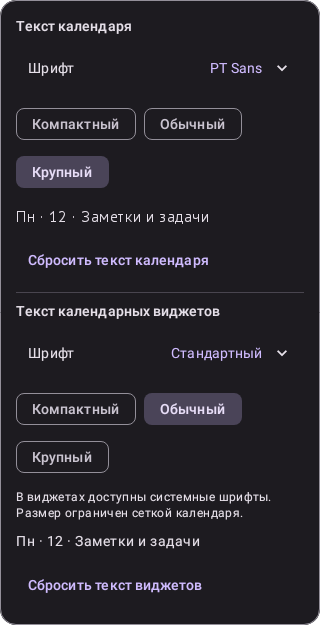 Текст календаря
Шрифт PT Sans
Компактный Обычный
Крупный
Пн · 12 · Заметки и задачи
Сбросить текст календаря
Текст календарных виджетов
Шрифт Стандартный
Компактный Обычный
Крупный
В виджетах доступны системные шрифты.
Размер ограничен сеткой календаря.
Пн · 12 · Заметки и задачи
Сбросить текст виджетов